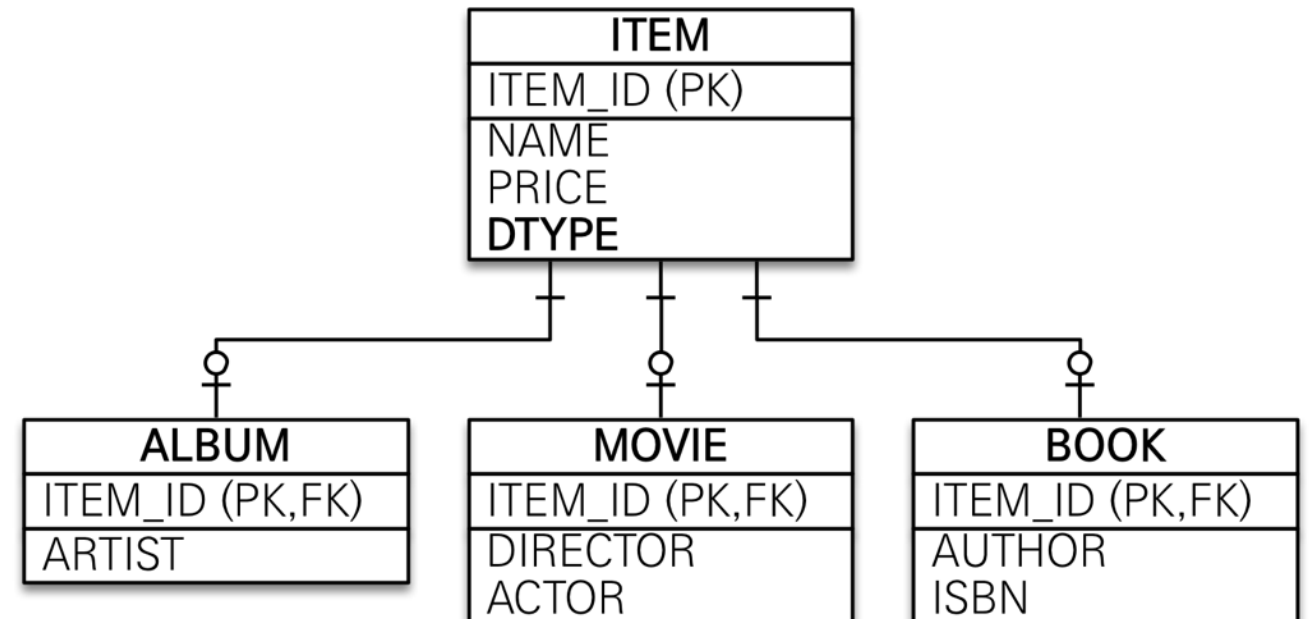 ITEM
ITEM_ID (PK)
NAME
PRICE
DTYPE
ALBUM
ITEM_ID (PK,FK)
ARTIST
MOVIE
ITEM_ID (PK,FK)
DIRECTOR
ACTOR
BOOK
ITEM_ID (PK,FK)
AUTHOR
ISBN